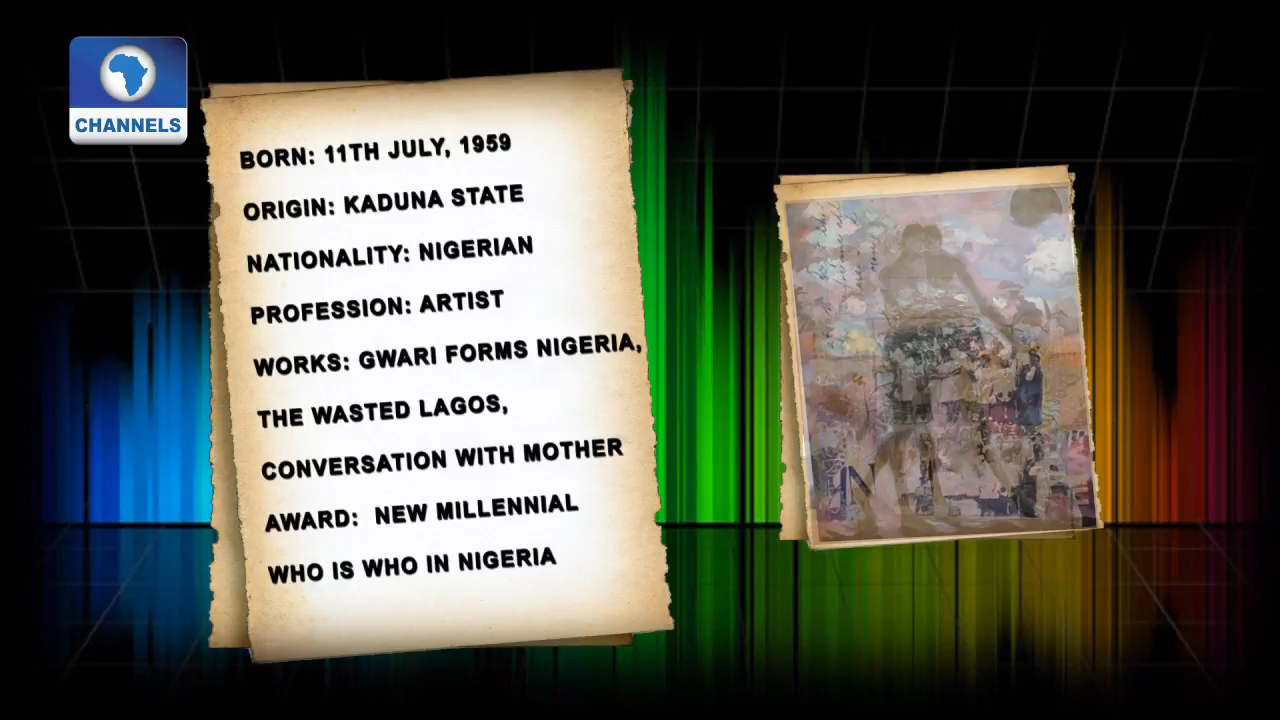 CHANNELS
BORN: 11TH JULY, 1959
ORIGIN: KADUNA STATE
NATIONALITY: NIGERIAN
PROFESSION: ARTIST
WORKS: GWARI FORMS NIGERIA,
THE WASTED LAGOS,
CONVERSATION WITH MOTHER
AWARD: NEW MILLENNIAL
WHO IS WHO IN NIGERIA